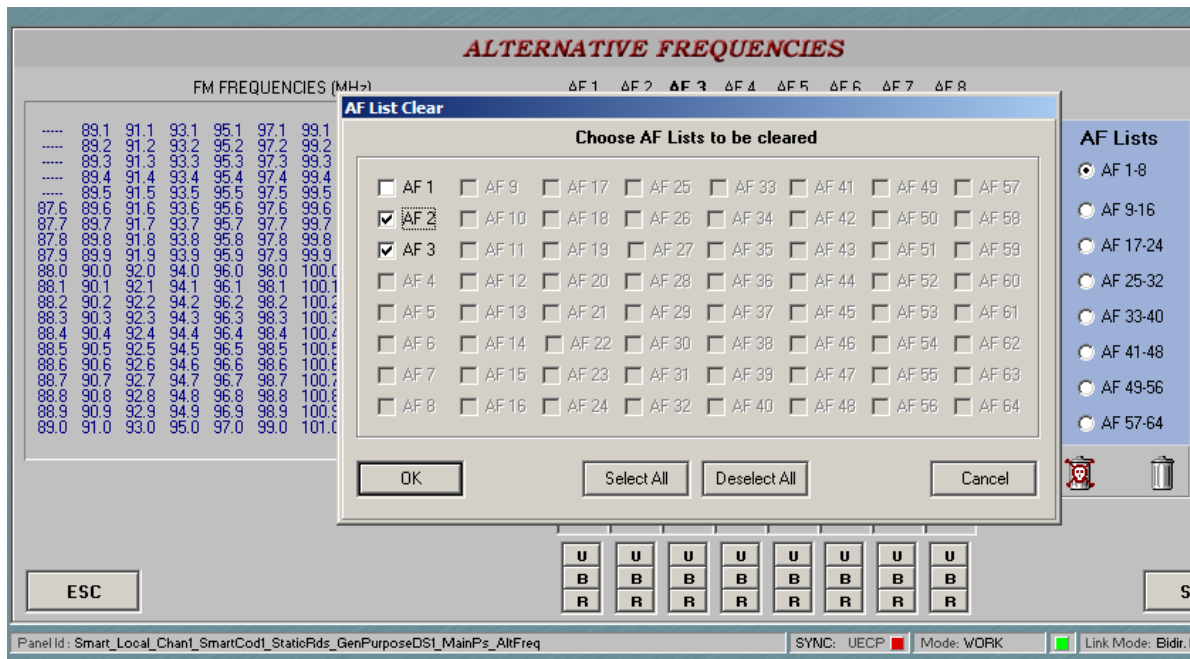 ALTERNATIVE FREQUENCIES
FM FREQUENCIES (MHz)
AF 1 AF 2 AF 3 AF 4 AF 5 AF 6 AF 7 AF 8
AF List Clear
Choose AF Lists to be cleared
----- 89.1 91.1 93.1 95.1 97.1 99.1
----- 89.2 91.2 93.2 95.2 97.2 99.2
----- 89.3 91.3 93.3 95.3 97.3 99.3
----- 89.4 91.4 93.4 95.4 97.4 99.4
----- 89.5 91.5 93.5 95.5 97.5 99.5
87.6 89.6 91.6 93.6 95.6 97.6 99.6
87.7 89.7 91.7 93.7 95.7 97.7 99.7
87.8 89.8 91.8 93.8 95.8 97.8 99.8
87.9 89.9 91.9 93.9 95.9 97.9 99.9
88.0 90.0 92.0 94.0 96.0 98.0 100.0
88.1 90.1 92.1 94.1 96.1 98.1 100.1
88.2 90.2 92.2 94.2 96.2 98.2 100.2
88.3 90.3 92.3 94.3 96.3 98.3 100.3
88.4 90.4 92.4 94.4 96.4 98.4 100.4
88.5 90.5 92.5 94.5 96.5 98.5 100.5
88.6 90.6 92.6 94.6 96.6 98.6 100.6
88.7 90.7 92.7 94.7 96.7 98.7 100.7
88.8 90.8 92.8 94.8 96.8 98.8 100.8
88.9 90.9 92.9 94.9 96.9 98.9 100.9
89.0 91.0 93.0 95.0 97.0 99.0 101.0
AF 1 AF 9 AF 17 AF 25 AF 33 AF 41 AF 49 AF 57
AF 2 AF 10 AF 18 AF 26 AF 34 AF 42 AF 50 AF 58
AF 3 AF 11 AF 19 AF 27 AF 35 AF 43 AF 51 AF 59
AF 4 AF 12 AF 20 AF 28 AF 36 AF 44 AF 52 AF 60
AF 5 AF 13 AF 21 AF 29 AF 37 AF 45 AF 53 AF 61
AF 6 AF 14 AF 22 AF 30 AF 38 AF 46 AF 54 AF 62
AF 7 AF 15 AF 23 AF 31 AF 39 AF 47 AF 55 AF 63
AF 8 AF 16 AF 24 AF 32 AF 40 AF 48 AF 56 AF 64
OK Select All Deselect All Cancel
AF Lists
AF 1-8
AF 9-16
AF 17-24
AF 25-32
AF 33-40
AF 41-48
AF 49-56
AF 57-64
U U U U U U U U
B B B B B B B B
R R R R R R R R
ESC
S
Panel Id : Smart_Local_Chan1_SmartCod1_StaticRds_GenPurposeDS1_MainPs_AltFreq SYNC: UECP Mode: WORK Link Mode: Bidir.